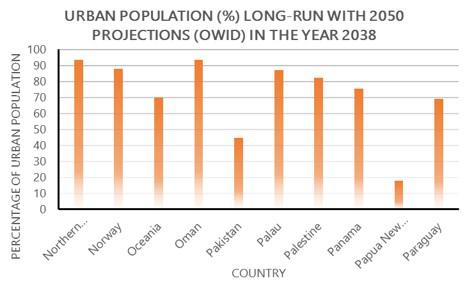 URBAN POPULATION (%) LONG-RUN WITH 2050
PROJECTIONS (OWID) IN THE YEAR 2038
PERCENTAGE OF URBAN POPULATION
100
90
80
70
60
50
40
30
20
10
0
Northern...
Norway
Oceania
Oman
Pakistan
Palau
Palestine
Panama
Papua New...
Paraguay
COUNTRY